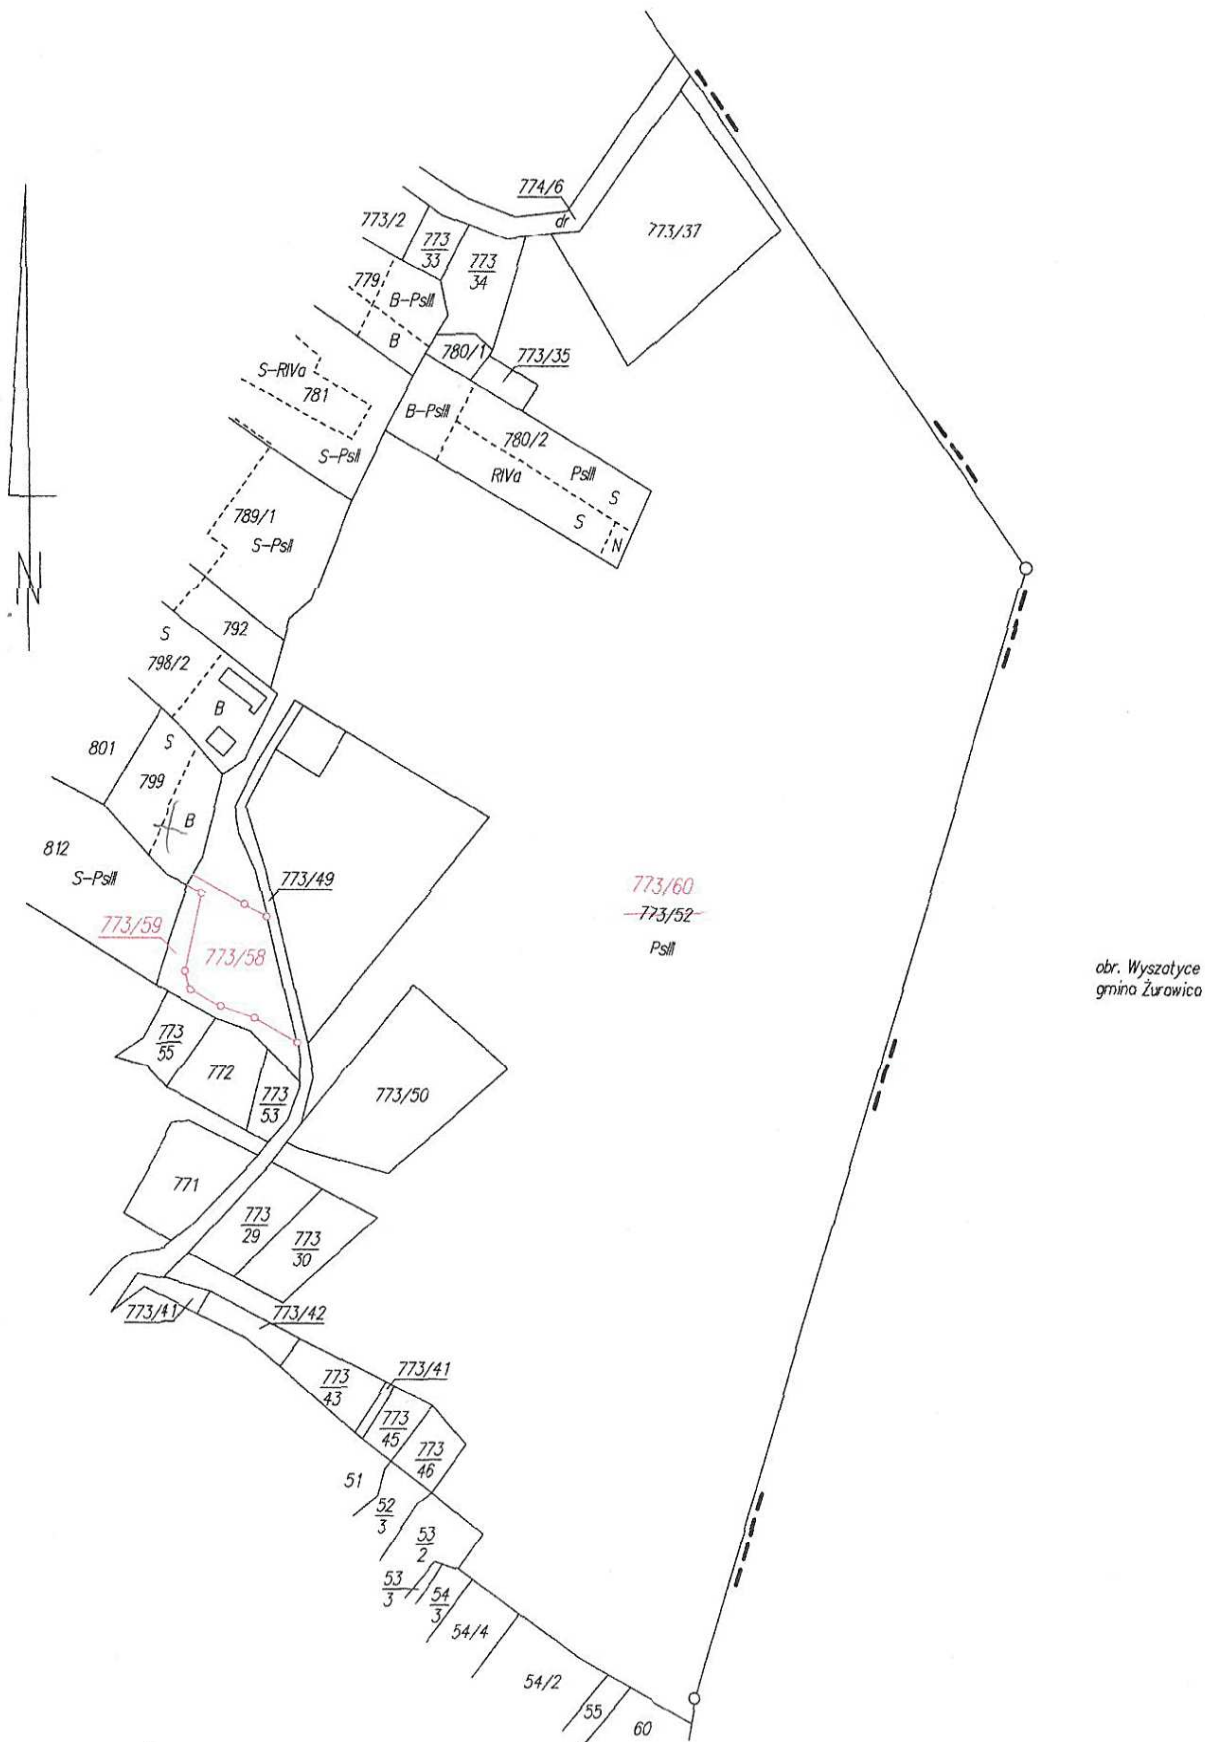 774/6
dr
773/2
773
33
773
34
773/37
779
B-PsIII
B
780/1
773/35
S-RIVa
781
B-PsIII
780/2
S-PsII
RIVa
PsIII
S
S
N
789/1
S-PsII
N
792
S
798/2
B
801
S
799
B
812
S-PsIII
773/49
773/60
773/52
PsIII
773/59
773/58
obr. Wyszatyce
gmina Żurawica
773
55
772
773
53
773/50
771
773
29
773
30
773/41
773/42
773
43
773/41
773
45
773
46
51
52
3
53
2
53
3
54
3
54/4
54/2
55
60